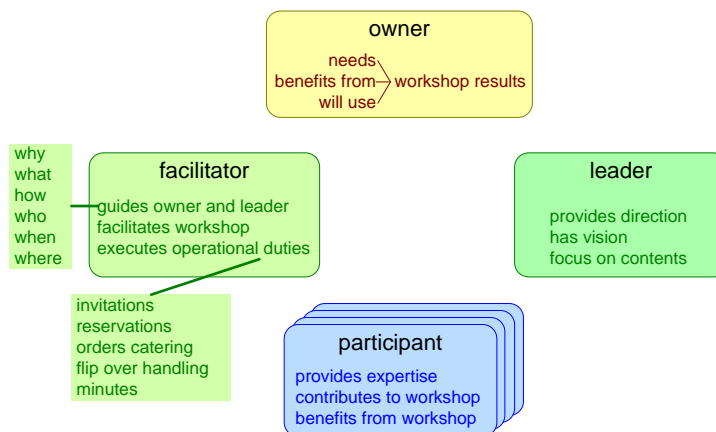 owner
needs
benefits from workshop results
will use
why
what
how
who
when
where
facilitator
guides owner and leader
facilitates workshop
executes operational duties
leader
provides direction
has vision
focus on contents
invitations
reservations
orders catering
flip over handling
minutes
participant
provides expertise
contributes to workshop
benefits from workshop